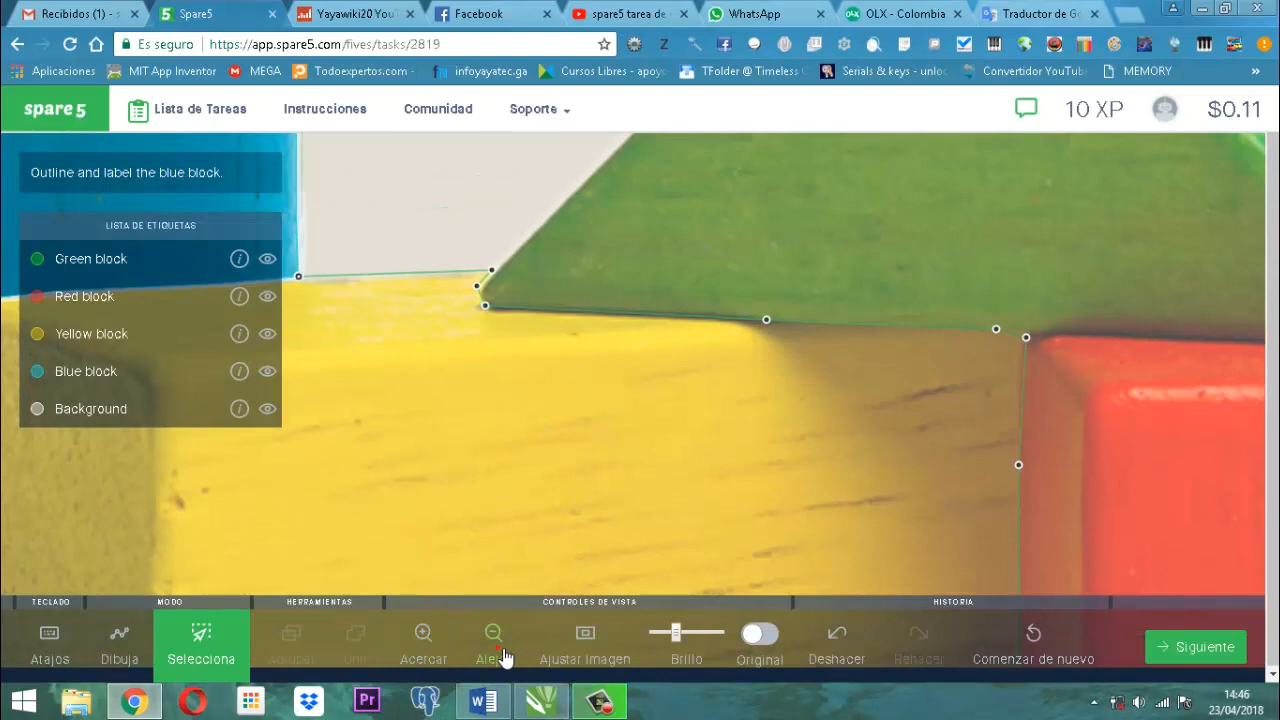 Recibidos (1) -
Spare5
Yayawiki20 You
Facebook
spare5 tarea de
WhatsApp
OLX - Colombia
Traductor de Go
Es seguro
https://app.spare5.com/fives/tasks/2819
Aplicaciones
MIT App Inventor
MEGA
Todoexpertos.com -
infoyayatec.ga
Cursos Libres - apoy
TFolder @ Timeless
Serials & keys - unloc
Convertidor YouTub
MEMORY
»
spare5
Lista de Tareas
Instrucciones
Comunidad
Soporte
10 XP
$0.11
Outline and label the blue block.
LISTA DE ETIQUETAS
Green block
Red block
Yellow block
Blue block
Background
TECLADO
MODO
HERRAMIENTAS
CONTROLES DE VISTA
HISTORIA
Atajos
Dibuja
Selecciona
Acercar
Ajustar Imagen
Brillo
Original
Deshacer
Rehacer
Comenzar de nuevo
Siguiente
Pr
14:46
23/04/2018